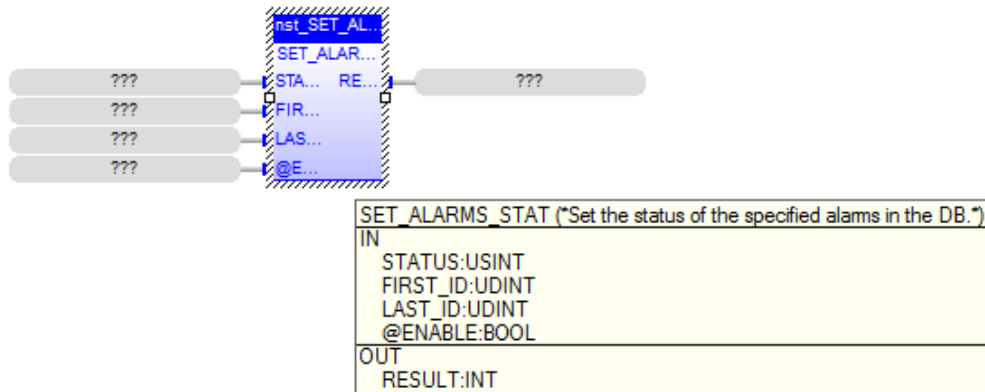 nst_SET_AL...
SET_ALAR...
??? STA... RE... ???
??? FIR...
??? LAS...
??? @E...
SET_ALARMS_STAT (*Set the status of the specified alarms in the DB.*)
IN
STATUS:USINT
FIRST_ID:UDINT
LAST_ID:UDINT
@ENABLE:BOOL
OUT
RESULT:INT